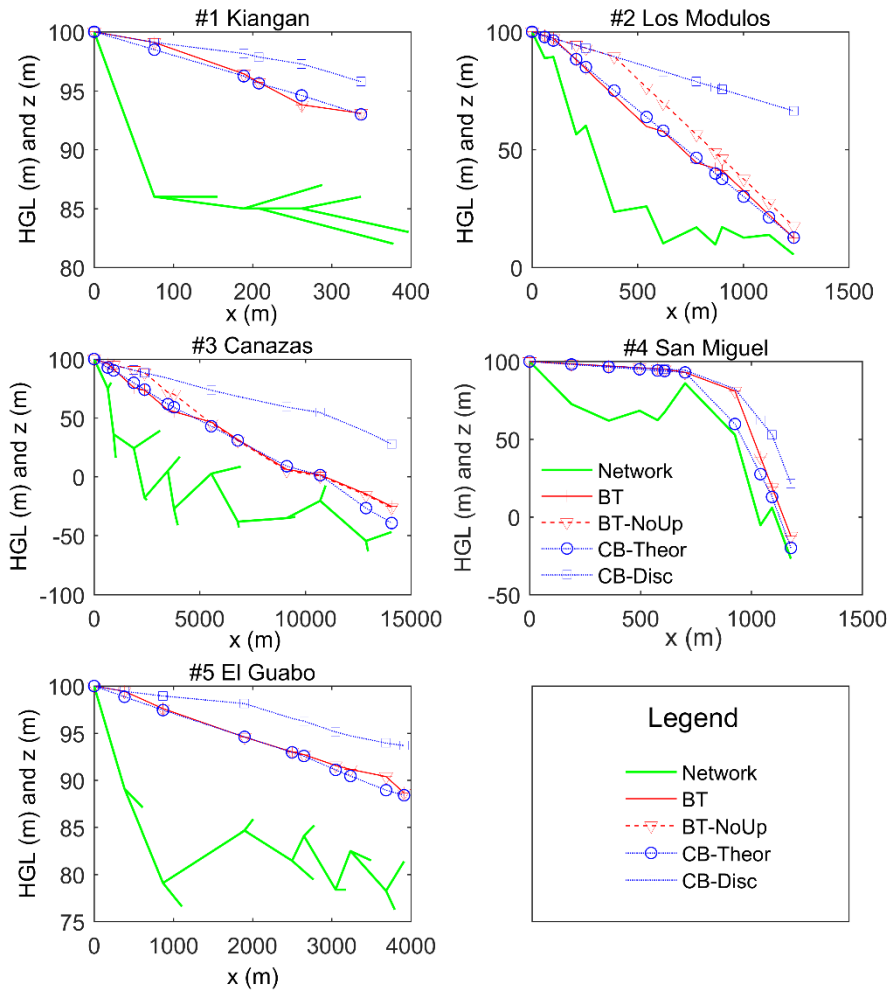 #1 Kiangan
HGL (m) and z (m)
100
95
90
85
80
0
100
200
300
400
x (m)
#2 Los Modulos
HGL (m) and z (m)
100
50
0
0
500
1000
1500
x (m)
#3 Canazas
HGL (m) and z (m)
100
50
0
-50
-100
0
5000
10000
15000
x (m)
#4 San Miguel
HGL (m) and z (m)
100
50
0
-50
0
500
1000
1500
x (m)
Network
BT
BT-NoUp
CB-Theor
CB-Disc
#5 El Guabo
HGL (m) and z (m)
100
95
90
85
80
75
0
1000
2000
3000
4000
x (m)
Legend
Network
BT
BT-NoUp
CB-Theor
CB-Disc